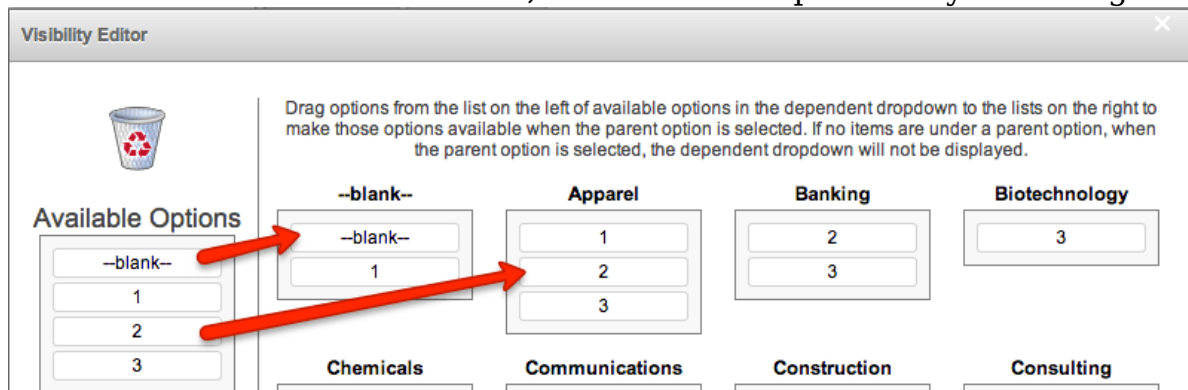 Visibility Editor
Drag options from the list on the left of available options in the dependent dropdown to the lists on the right to
make those options available when the parent option is selected. If no items are under a parent option, when
the parent option is selected, the dependent dropdown will not be displayed.
Available Options
--blank--
1
2
3
--blank--
--blank--
1
Apparel
1
2
3
Banking
2
3
Biotechnology
3
Chemicals
Communications
Construction
Consulting